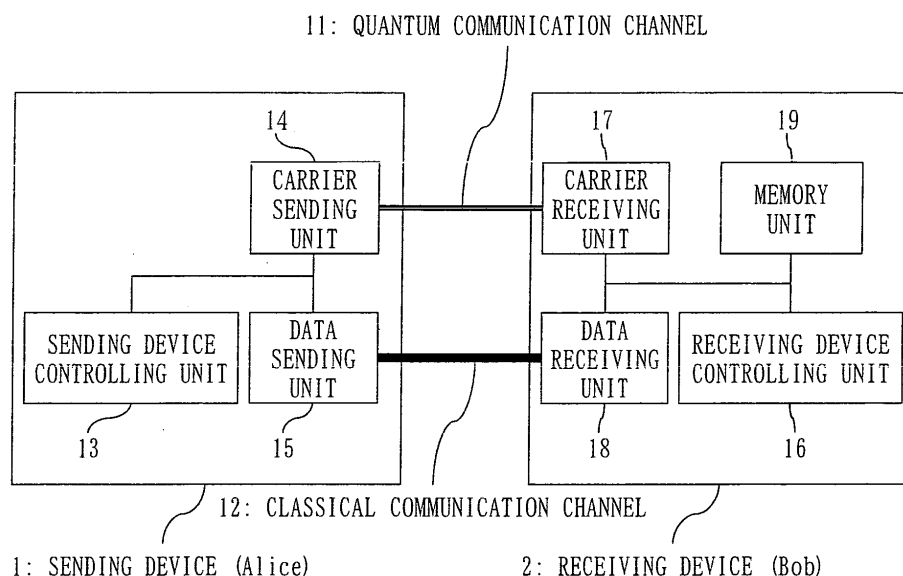 11: QUANTUM COMMUNICATION CHANNEL
14
17
19
CARRIER
SENDING
UNIT
CARRIER
RECEIVING
UNIT
MEMORY
UNIT
SENDING DEVICE
CONTROLLING UNIT
DATA
SENDING
UNIT
DATA
RECEIVING
UNIT
RECEIVING DEVICE
CONTROLLING UNIT
13
15
18
16
12: CLASSICAL COMMUNICATION CHANNEL
1: SENDING DEVICE (Alice)
2: RECEIVING DEVICE (Bob)